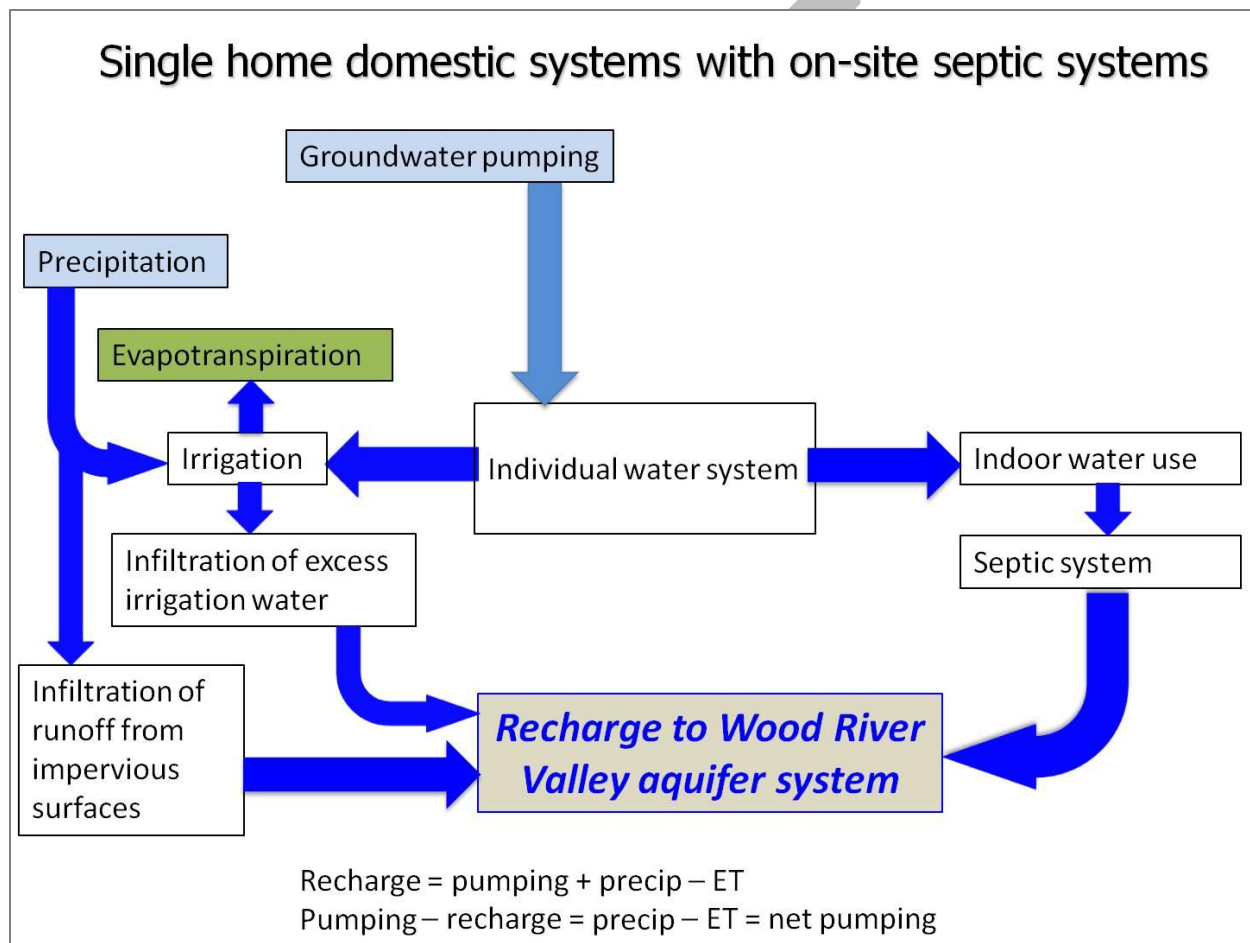 Single home domestic systems with on-site septic systems
Groundwater pumping
Precipitation
Evapotranspiration
Irrigation
Individual water system
Indoor water use
Infiltration of excess
irrigation water
Septic system
Infiltration of
runoff from
impervious
surfaces
Recharge to Wood River
Valley aquifer system
Recharge = pumping + precip – ET
Pumping – recharge = precip – ET = net pumping